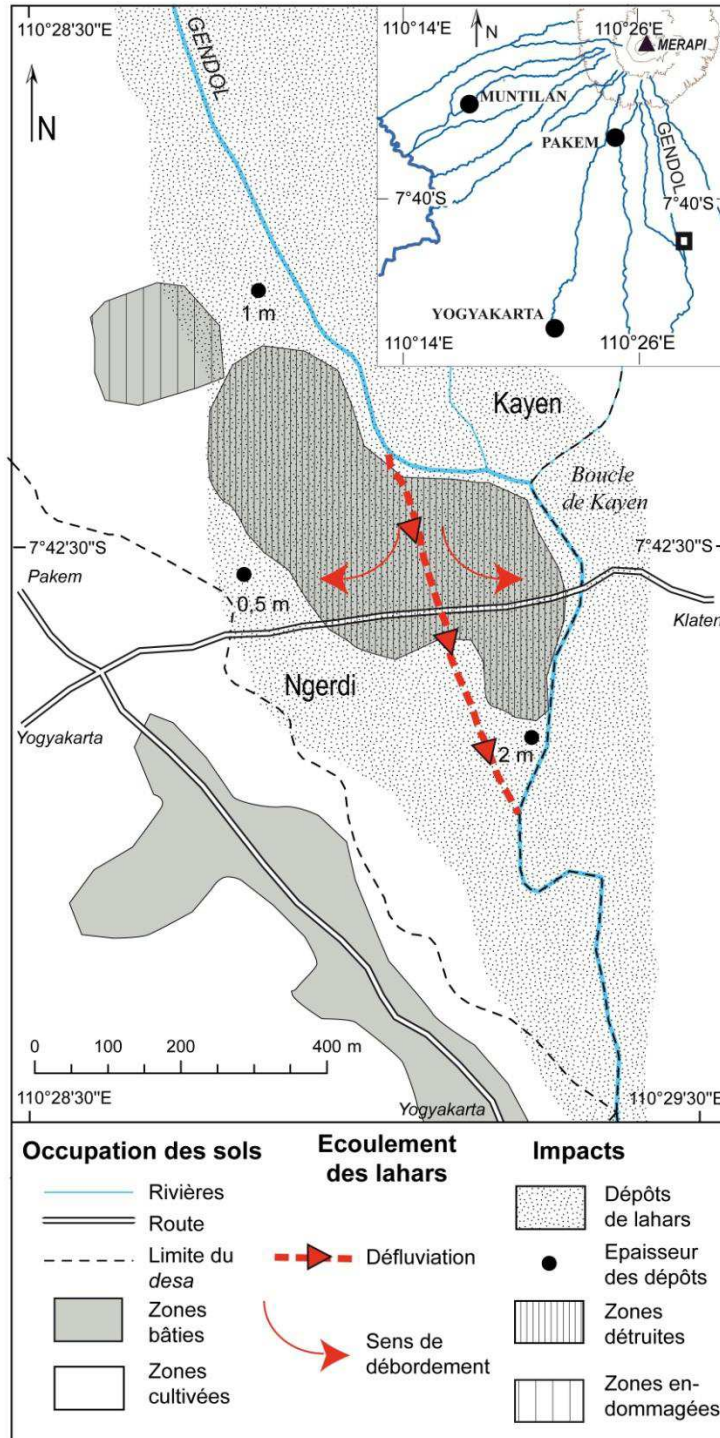 110°28'30"E
GENDOL
N
110°14'E
N
110°26'E
MERAPI
MUNTILAN
PAKEM
GENDOL
7°40'S
7°40'S
YOGYAKARTA
110°14'E
110°26'E
1 m
Kayen
Boucle
de Kayen
7°42'30"S
7°42'30"S
Pakem
0,5 m
Klaten
Ngerdi
Yogyakarta
2 m
0 100 200 400 m
110°28'30"E
110°29'30"E
Yogyakarta
Occupation des sols
Rivières
Route
Limite du
desa
Zones
bâties
Zones
cultivées
Ecoulement
des lahars
Défluviation
Sens de
débordement
Impacts
Dépôts
de lahars
Epaisseur
des dépôts
Zones
détruites
Zones en-
dommagées